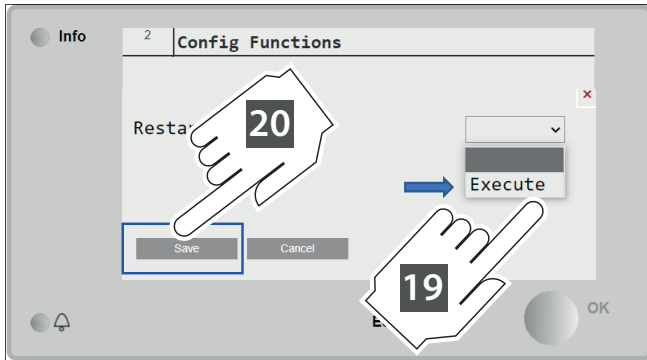 Info
2
Config Functions
×
Resta
20
Execute
Save
Cancel
19
OK